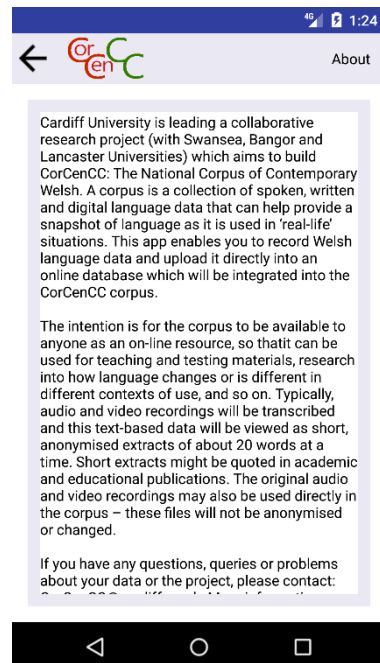 4G 1:24
CorCenCC
About
Cardiff University is leading a collaborative
research project (with Swansea, Bangor and
Lancaster Universities) which aims to build
CorCenCC: The National Corpus of Contemporary
Welsh. A corpus is a collection of spoken, written
and digital language data that can help provide a
snapshot of language as it is used in ‘real-life’
situations. This app enables you to record Welsh
language data and upload it directly into an
online database which will be integrated into the
CorCenCC corpus.
The intention is for the corpus to be available to
anyone as an on-line resource, so thatit can be
used for teaching and testing materials, research
into how language changes or is different in
different contexts of use, and so on. Typically,
audio and video recordings will be transcribed
and this text-based data will be viewed as short,
anonymised extracts of about 20 words at a
time. Short extracts might be quoted in academic
and educational publications. The original audio
and video recordings may also be used directly in
the corpus – these files will not be anonymised
or changed.
If you have any questions, queries or problems
about your data or the project, please contact: